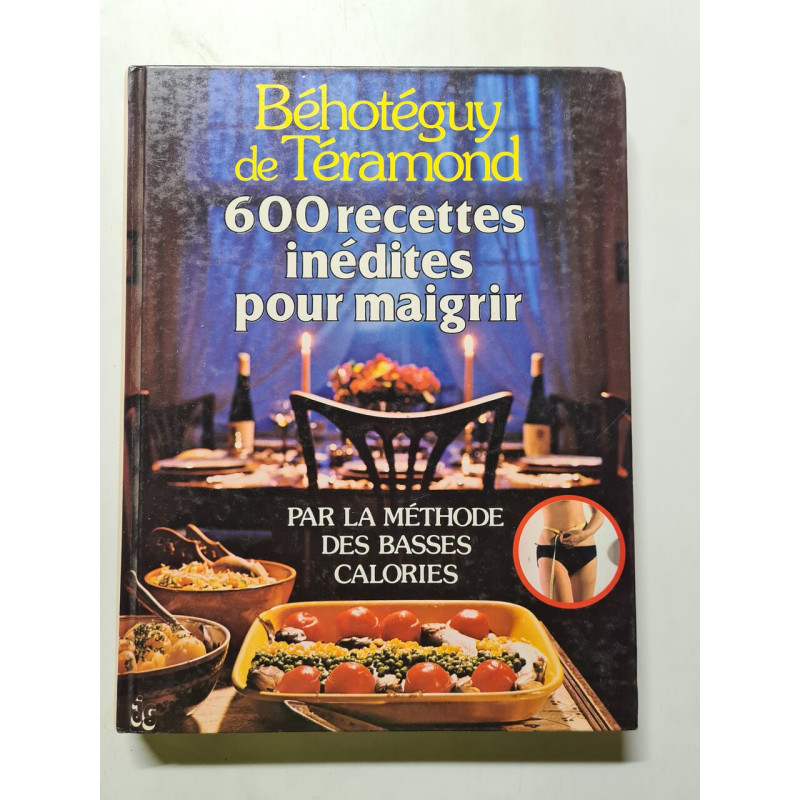 Béhotéguy
de Téramond
600 recettes
inédites
pour maigrir
PAR LA MÉTHODE
DES BASSES
CALORIES